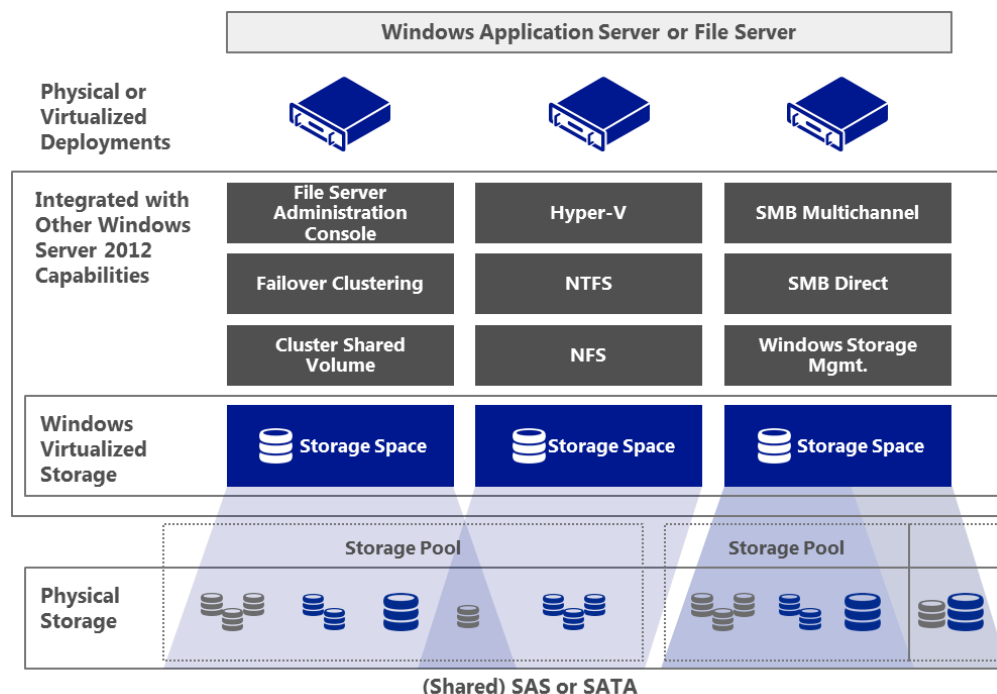 Windows Application Server or File Server
Physical or
Virtualized
Deployments
Integrated with
Other Windows
Server 2012
Capabilities
File Server
Administration
Console
Hyper-V
SMB Multichannel
Failover Clustering
NTFS
SMB Direct
Cluster Shared
Volume
NFS
Windows Storage
Mgmt.
Windows
Virtualized
Storage
Storage Space
Storage Space
Storage Space
Storage Pool
Storage Pool
Physical
Storage
(Shared) SAS or SATA